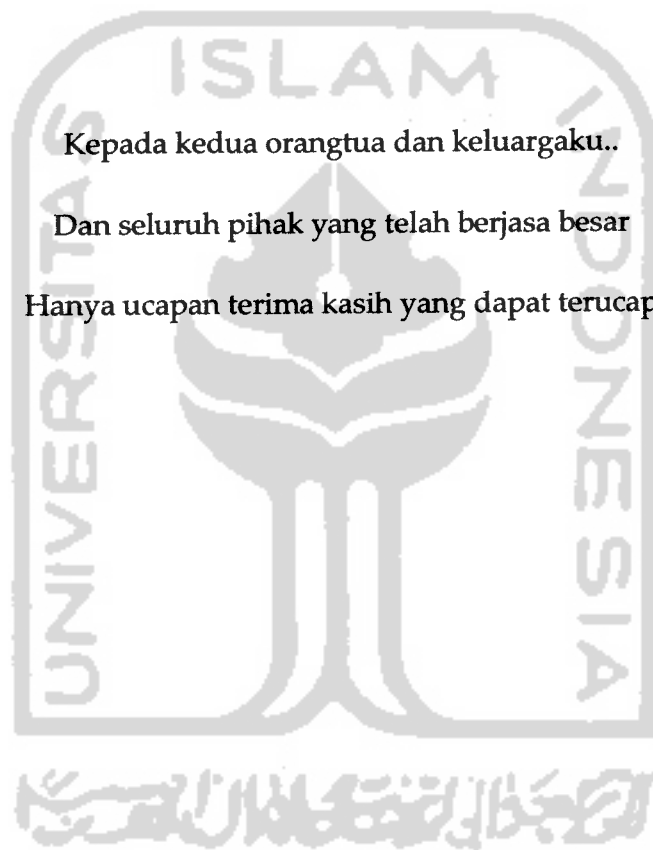 ISLAM
UNIVERSITAS
INDONESIA
Kepada kedua orangtua dan keluargaku..
Dan seluruh pihak yang telah berjasa besar
Hanya ucapan terima kasih yang dapat terucap